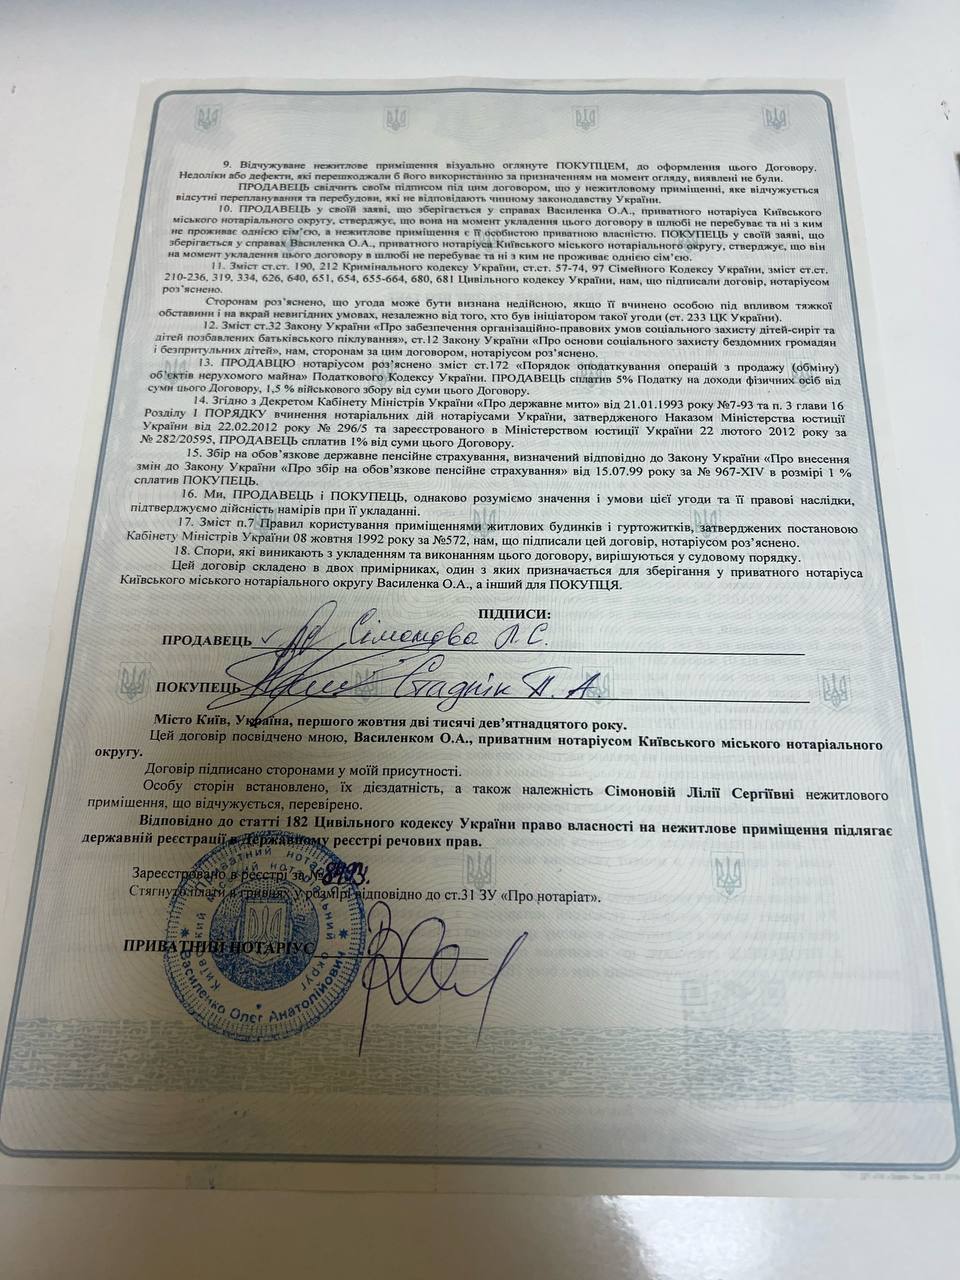 9. Відчужуване нежитлове приміщення візуально оглянуте ПОКУПЦЕМ, до оформлення цього Договору.
Недоліки або дефекти, які перешкоджали б його використанню за призначенням на момент огляду, виявлені не були.
ПРОДАВЕЦЬ свідчить своїм підписом під цим договором, що у нежитловому приміщенні, яке відчужується
відсутні перепланування та перебудови, які не відповідають чинному законодавству України.
10. ПРОДАВЕЦЬ у своїй заяві, що зберігається у справах Василенка О.А., приватного нотаріуса Київського
міського нотаріального округу, стверджує, що вона на момент укладення цього договору в шлюбі не перебуває та ні з ким
не проживає однією сім’єю, а нежитлове приміщення є її особистою приватною власністю. ПОКУПЕЦЬ у своїй заяві, що
зберігається у справах Василенка О.А., приватного нотаріуса Київського міського нотаріального округу, стверджує, що він
на момент укладення цього договору в шлюбі не перебуває та ні з ким не проживає однією сім’єю.
11. Зміст ст.ст. 190, 212 Кримінального кодексу України, ст.ст. 57-74, 97 Сімейного Кодексу України, зміст ст.ст.
210-236, 319, 334, 626, 640, 651, 654, 655-664, 680, 681 Цивільного кодексу України, нам, що підписали договір, нотаріусом
роз’яснено.
Сторонам роз’яснено, що угода може бути визнана недійсною, якщо її вчинено особою під впливом тяжкої
обставини і на вкрай невигідних умовах, незалежно від того, хто був ініціатором такої угоди (ст. 233 ЦК України).
12. Зміст ст.32 Закону України «Про забезпечення організаційно-правових умов соціального захисту дітей-сиріт та
дітей позбавлених батьківського піклування», ст.12 Закону України «Про основи соціального захисту бездомних громадян
і безпритульних дітей», нам, сторонам за цим договором, нотаріусом роз’яснено.
13. ПРОДАВЦЮ нотаріусом роз’яснено зміст ст.172 «Порядок оподаткування операцій з продажу (обміну)
об’єктів нерухомого майна» Податкового Кодексу України. ПРОДАВЕЦЬ сплатив 5% Податку на доходи фізичних осіб від
суми цього Договору, 1,5 % військового збору від суми цього Договору.
14. Згідно з Декретом Кабінету Міністрів України «Про державне мито» від 21.01.1993 року №7-93 та п. 3 глави 16
Розділу І ПОРЯДКУ вчинення нотаріальних дій нотаріусами України, затвердженого Наказом Міністерства юстиції
України від 22.02.2012 року № 296/5 та зареєстрованого в Міністерством юстиції України 22 лютого 2012 року за
№ 282/20595, ПРОДАВЕЦЬ сплатив 1% від суми цього Договору.
15. Збір на обов’язкове державне пенсійне страхування, визначений відповідно до Закону України «Про внесення
змін до Закону України «Про збір на обов’язкове пенсійне страхування» від 15.07.99 року за № 967-XIV в розмірі 1 %
сплатив ПОКУПЕЦЬ.
16. Ми, ПРОДАВЕЦЬ і ПОКУПЕЦЬ, однаково розуміємо значення і умови цієї угоди та її правові наслідки,
підтверджуємо дійсність намірів при її укладанні.
17. Зміст п.7 Правил користування приміщеннями житлових будинків і гуртожитків, затверджених постановою
Кабінету Міністрів України 08 жовтня 1992 року за №572, нам, що підписали цей договір, нотаріусом роз’яснено.
18. Спори, які виникають з укладенням та виконанням цього договору, вирішуються у судовому порядку.
Цей договір складено в двох примірниках, один з яких призначається для зберігання у приватного нотаріуса
Київського міського нотаріального округу Василенка О.А., а інший для ПОКУПЦЯ.
ПІДПИСИ:
ПРОДАВЕЦЬ Сімонова Л.С.
ПОКУПЕЦЬ Стаднік П.А.
Місто Київ, Україна, першого жовтня дві тисячі дев’ятнадцятого року.
Цей договір посвідчено мною, Василенком О.А., приватним нотаріусом Київського міського нотаріального
округу.
Договір підписано сторонами у моїй присутності.
Особу сторін встановлено, їх дієздатність, а також належність Сімоновій Лілії Сергіївні нежитлового
приміщення, що відчужується, перевірено.
Відповідно до статті 182 Цивільного кодексу України право власності на нежитлове приміщення підлягає
державній реєстрації в Державному реєстрі речових прав.
Зареєстровано в реєстрі за №
Стягнуто плати в гривнях у розмірі відповідно до ст.31 ЗУ «Про нотаріат».
ПРИВАТНИЙ НОТАРІУС
Приватний нотаріус
Київський міський нотаріальний округ
Василенко Олег Анатолійович